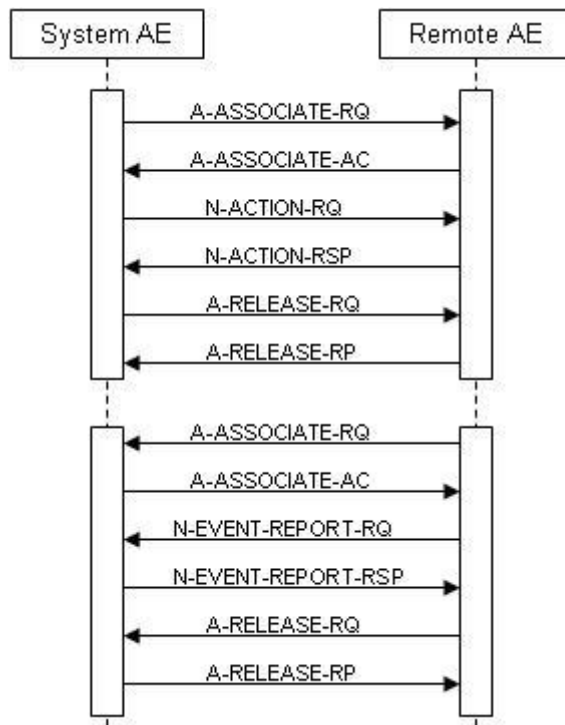 System AE
Remote AE
A-ASSOCIATE-RQ
A-ASSOCIATE-AC
N-ACTION-RQ
N-ACTION-RSP
A-RELEASE-RQ
A-RELEASE-RP
A-ASSOCIATE-RQ
A-ASSOCIATE-AC
N-EVENT-REPORT-RQ
N-EVENT-REPORT-RSP
A-RELEASE-RQ
A-RELEASE-RP